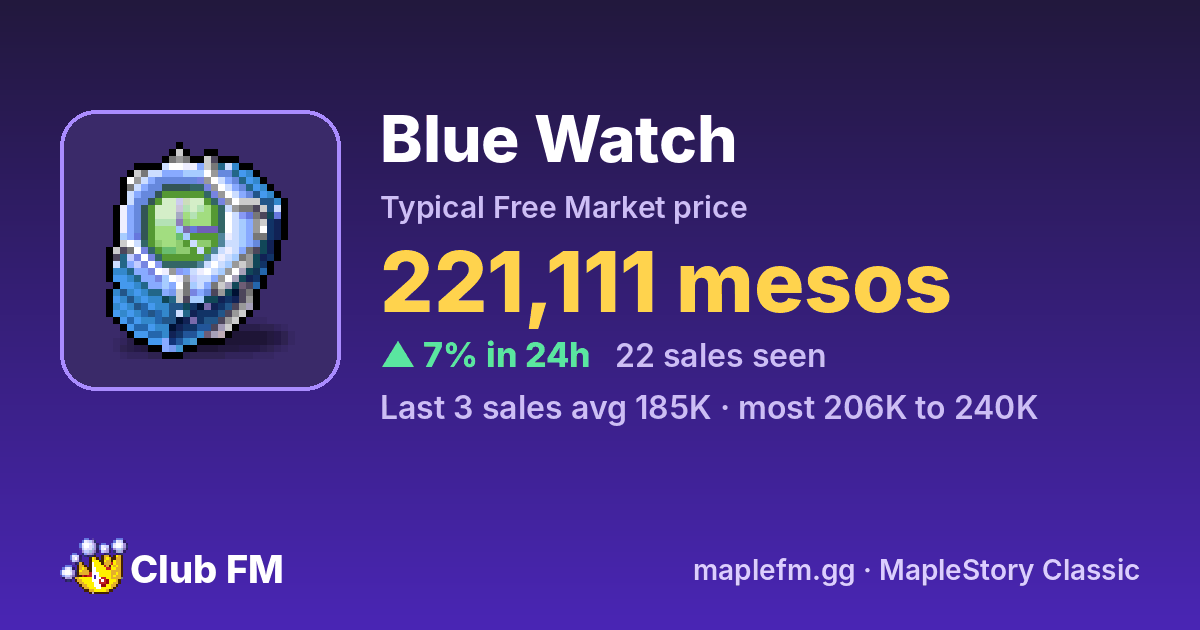 Blue Watch
Typical Free Market price
221,111 mesos
▲ 7% in 24h 22 sales seen
Last 3 sales avg 185K · most 206K to 240K
Club FM
maplefm.gg · MapleStory Classic